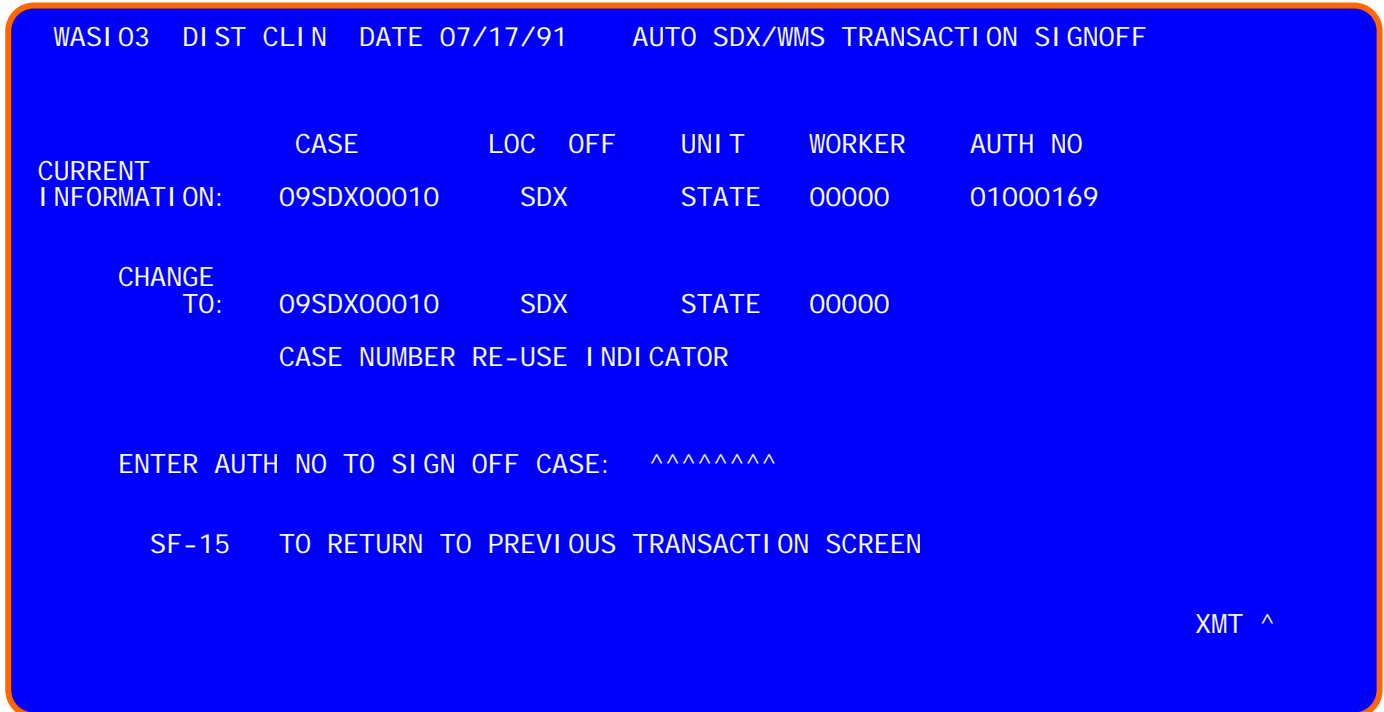 WASIO3 DIST CLIN DATE 07/17/91 AUTO SDX/WMS TRANSACTION SIGNOFF
CASE LOC OFF UNIT WORKER AUTH NO
CURRENT
INFORMATION: 09SDX00010 SDX STATE 00000 01000169
CHANGE
TO: 09SDX00010 SDX STATE 00000
CASE NUMBER RE-USE INDICATOR
ENTER AUTH NO TO SIGN OFF CASE: ^^^^^^^^
SF-15 TO RETURN TO PREVIOUS TRANSACTION SCREEN
XMT ^